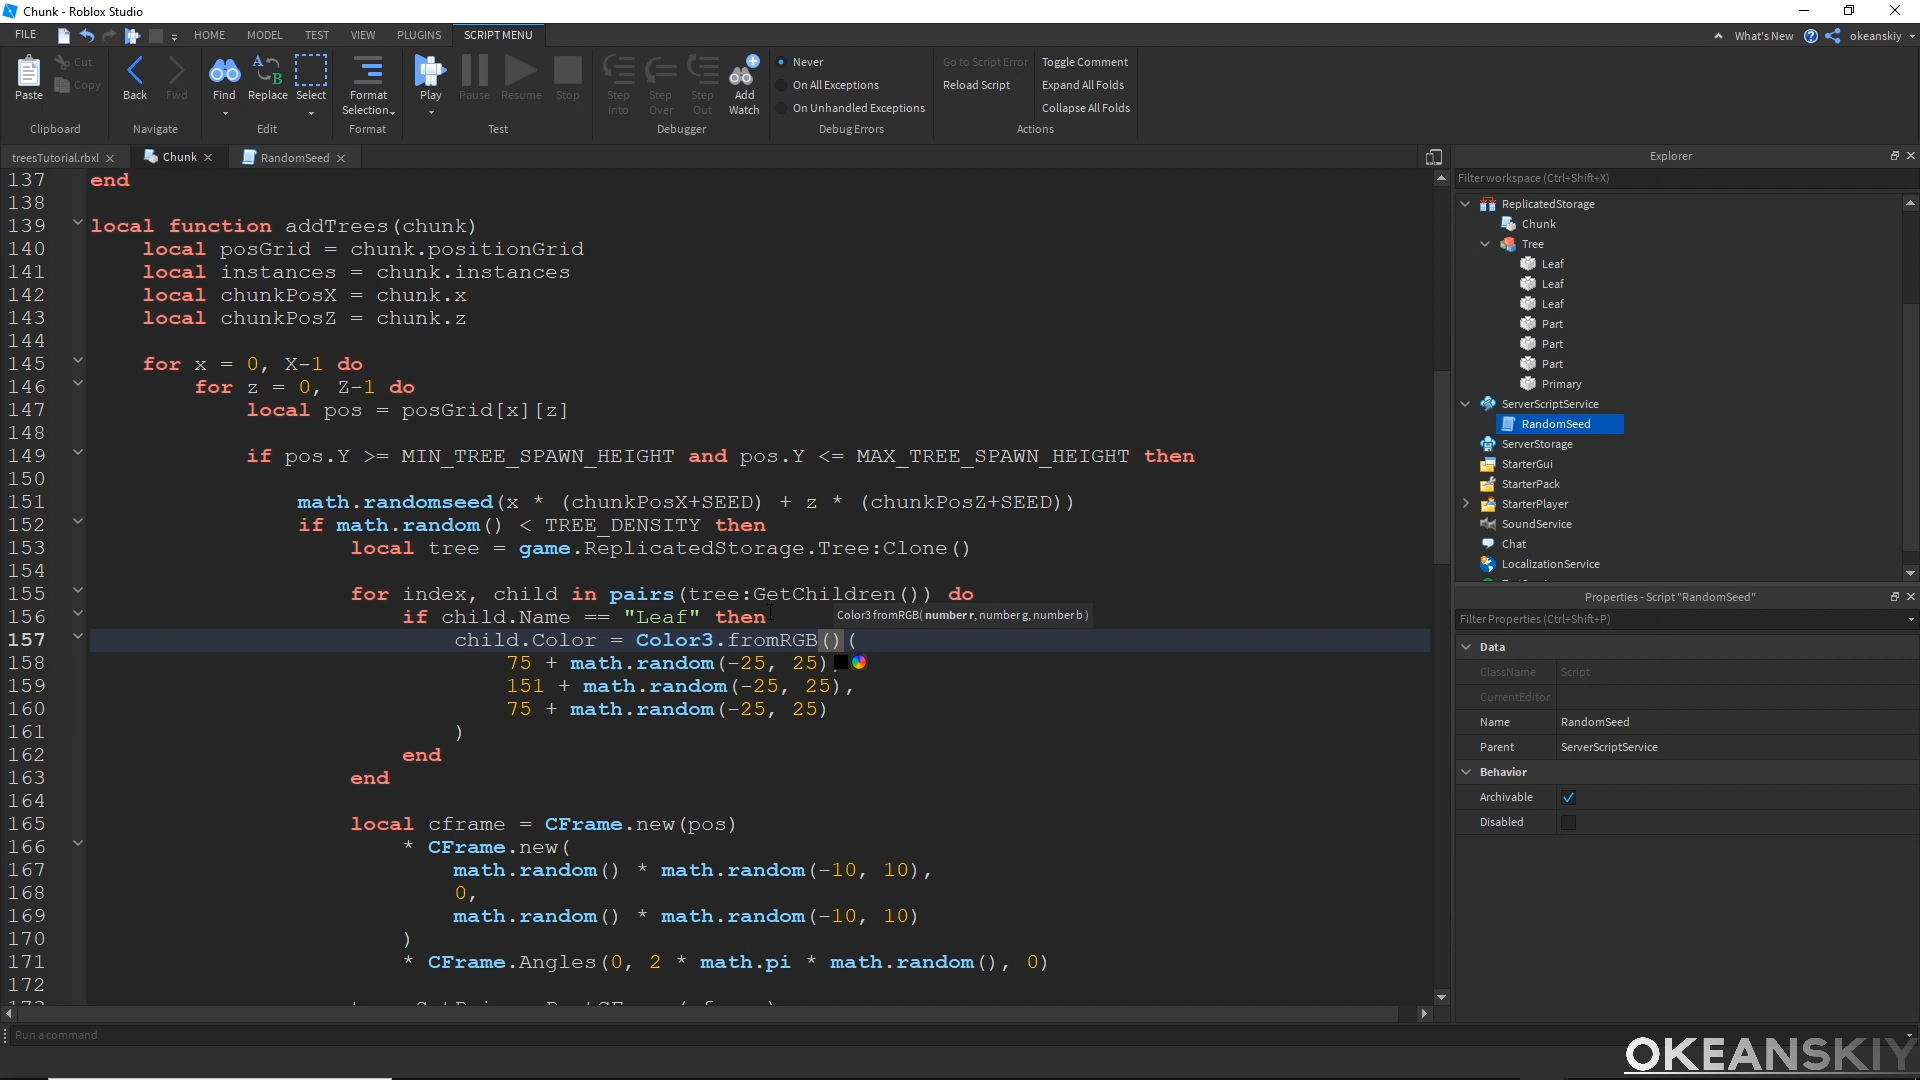 Chunk - Roblox Studio
FILE HOME MODEL TEST VIEW PLUGINS SCRIPT MENU What's New okeanskiy
Paste Cut Copy Back Fwd Find Replace Select Format Selection Play Pause Resume Stop Step Into Step Over Step Out Add Watch
Never
On All Exceptions
On Unhandled Exceptions
Go to Script Error
Reload Script
Toggle Comment
Expand All Folds
Collapse All Folds
Clipboard Navigate Edit Format Test Debugger Debug Errors Actions
treesTutorial.rbxl Chunk RandomSeed
137 end
138
139 local function addTrees(chunk)
140 local posGrid = chunk.positionGrid
141 local instances = chunk.instances
142 local chunkPosX = chunk.x
143 local chunkPosZ = chunk.z
144
145 for x = 0, X-1 do
146 for z = 0, Z-1 do
147 local pos = posGrid[x][z]
148
149 if pos.Y >= MIN_TREE_SPAWN_HEIGHT and pos.Y <= MAX_TREE_SPAWN_HEIGHT then
150
151 math.randomseed(x * (chunkPosX+SEED) + z * (chunkPosZ+SEED))
152 if math.random() < TREE_DENSITY then
153 local tree = game.ReplicatedStorage.Tree:Clone()
154
155 for index, child in pairs(tree:GetChildren()) do
156 if child.Name == "Leaf" then
Color3 fromRGB( number r, number g, number b )
157 child.Color = Color3.fromRGB()(
158 75 + math.random(-25, 25)
159 151 + math.random(-25, 25),
160 75 + math.random(-25, 25)
161 )
162 end
163 end
164
165 local cframe = CFrame.new(pos)
166 * CFrame.new(
167 math.random() * math.random(-10, 10),
168 0,
169 math.random() * math.random(-10, 10)
170 )
171 * CFrame.Angles(0, 2 * math.pi * math.random(), 0)
172
Run a command
Explorer
Filter workspace (Ctrl+Shift+X)
ReplicatedStorage
Chunk
Tree
Leaf
Leaf
Leaf
Part
Part
Part
Primary
ServerScriptService
RandomSeed
ServerStorage
StarterGui
StarterPack
StarterPlayer
SoundService
Chat
LocalizationService
Properties - Script "RandomSeed"
Filter Properties (Ctrl+Shift+P)
Data
ClassName Script
CurrentEditor
Name RandomSeed
Parent ServerScriptService
Behavior
Archivable
Disabled
OKEANSKIY